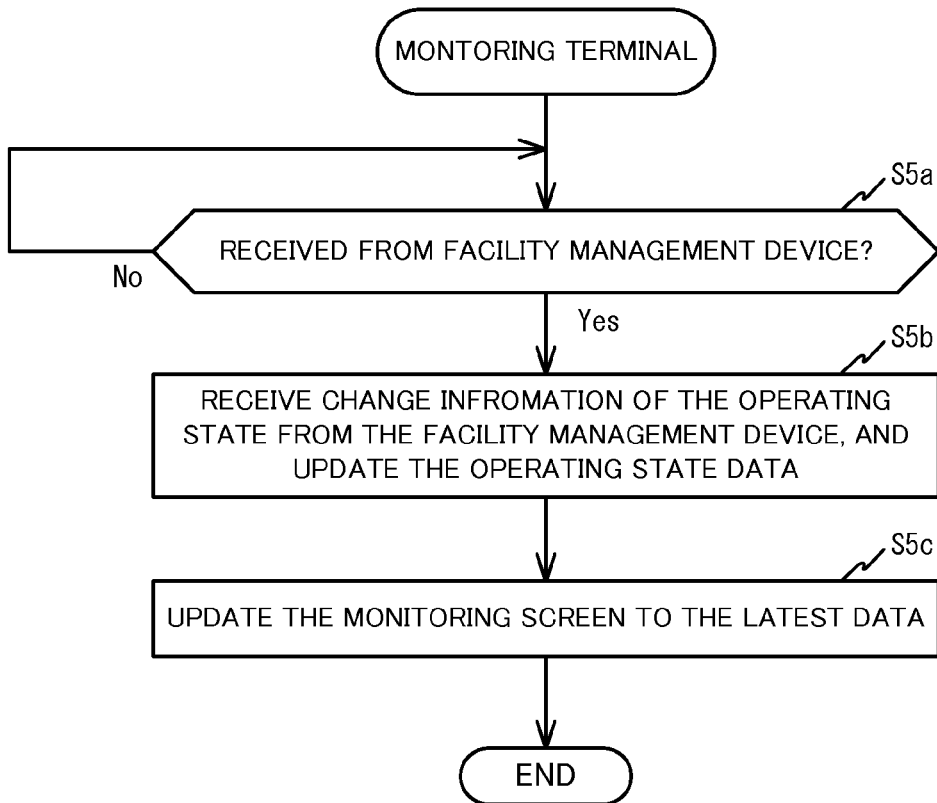 MONTORING TERMINAL
S5a
RECEIVED FROM FACILITY MANAGEMENT DEVICE?
No
Yes
S5b
RECEIVE CHANGE INFROMATION OF THE OPERATING
STATE FROM THE FACILITY MANAGEMENT DEVICE, AND
UPDATE THE OPERATING STATE DATA
S5c
UPDATE THE MONITORING SCREEN TO THE LATEST DATA
END